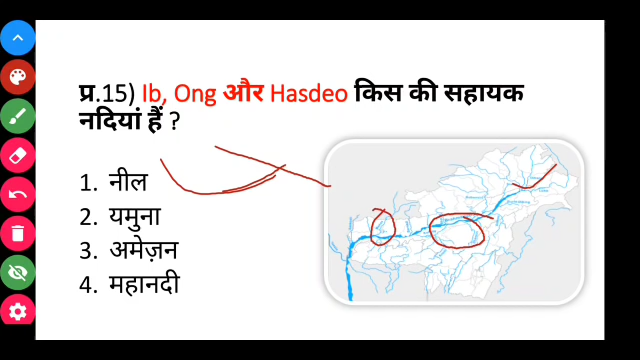 प्र.15) Ib, Ong और Hasdeo किस की सहायक
नदियां हैं ?
1. नील
2. यमुना
3. अमेज़न
4. महानदी